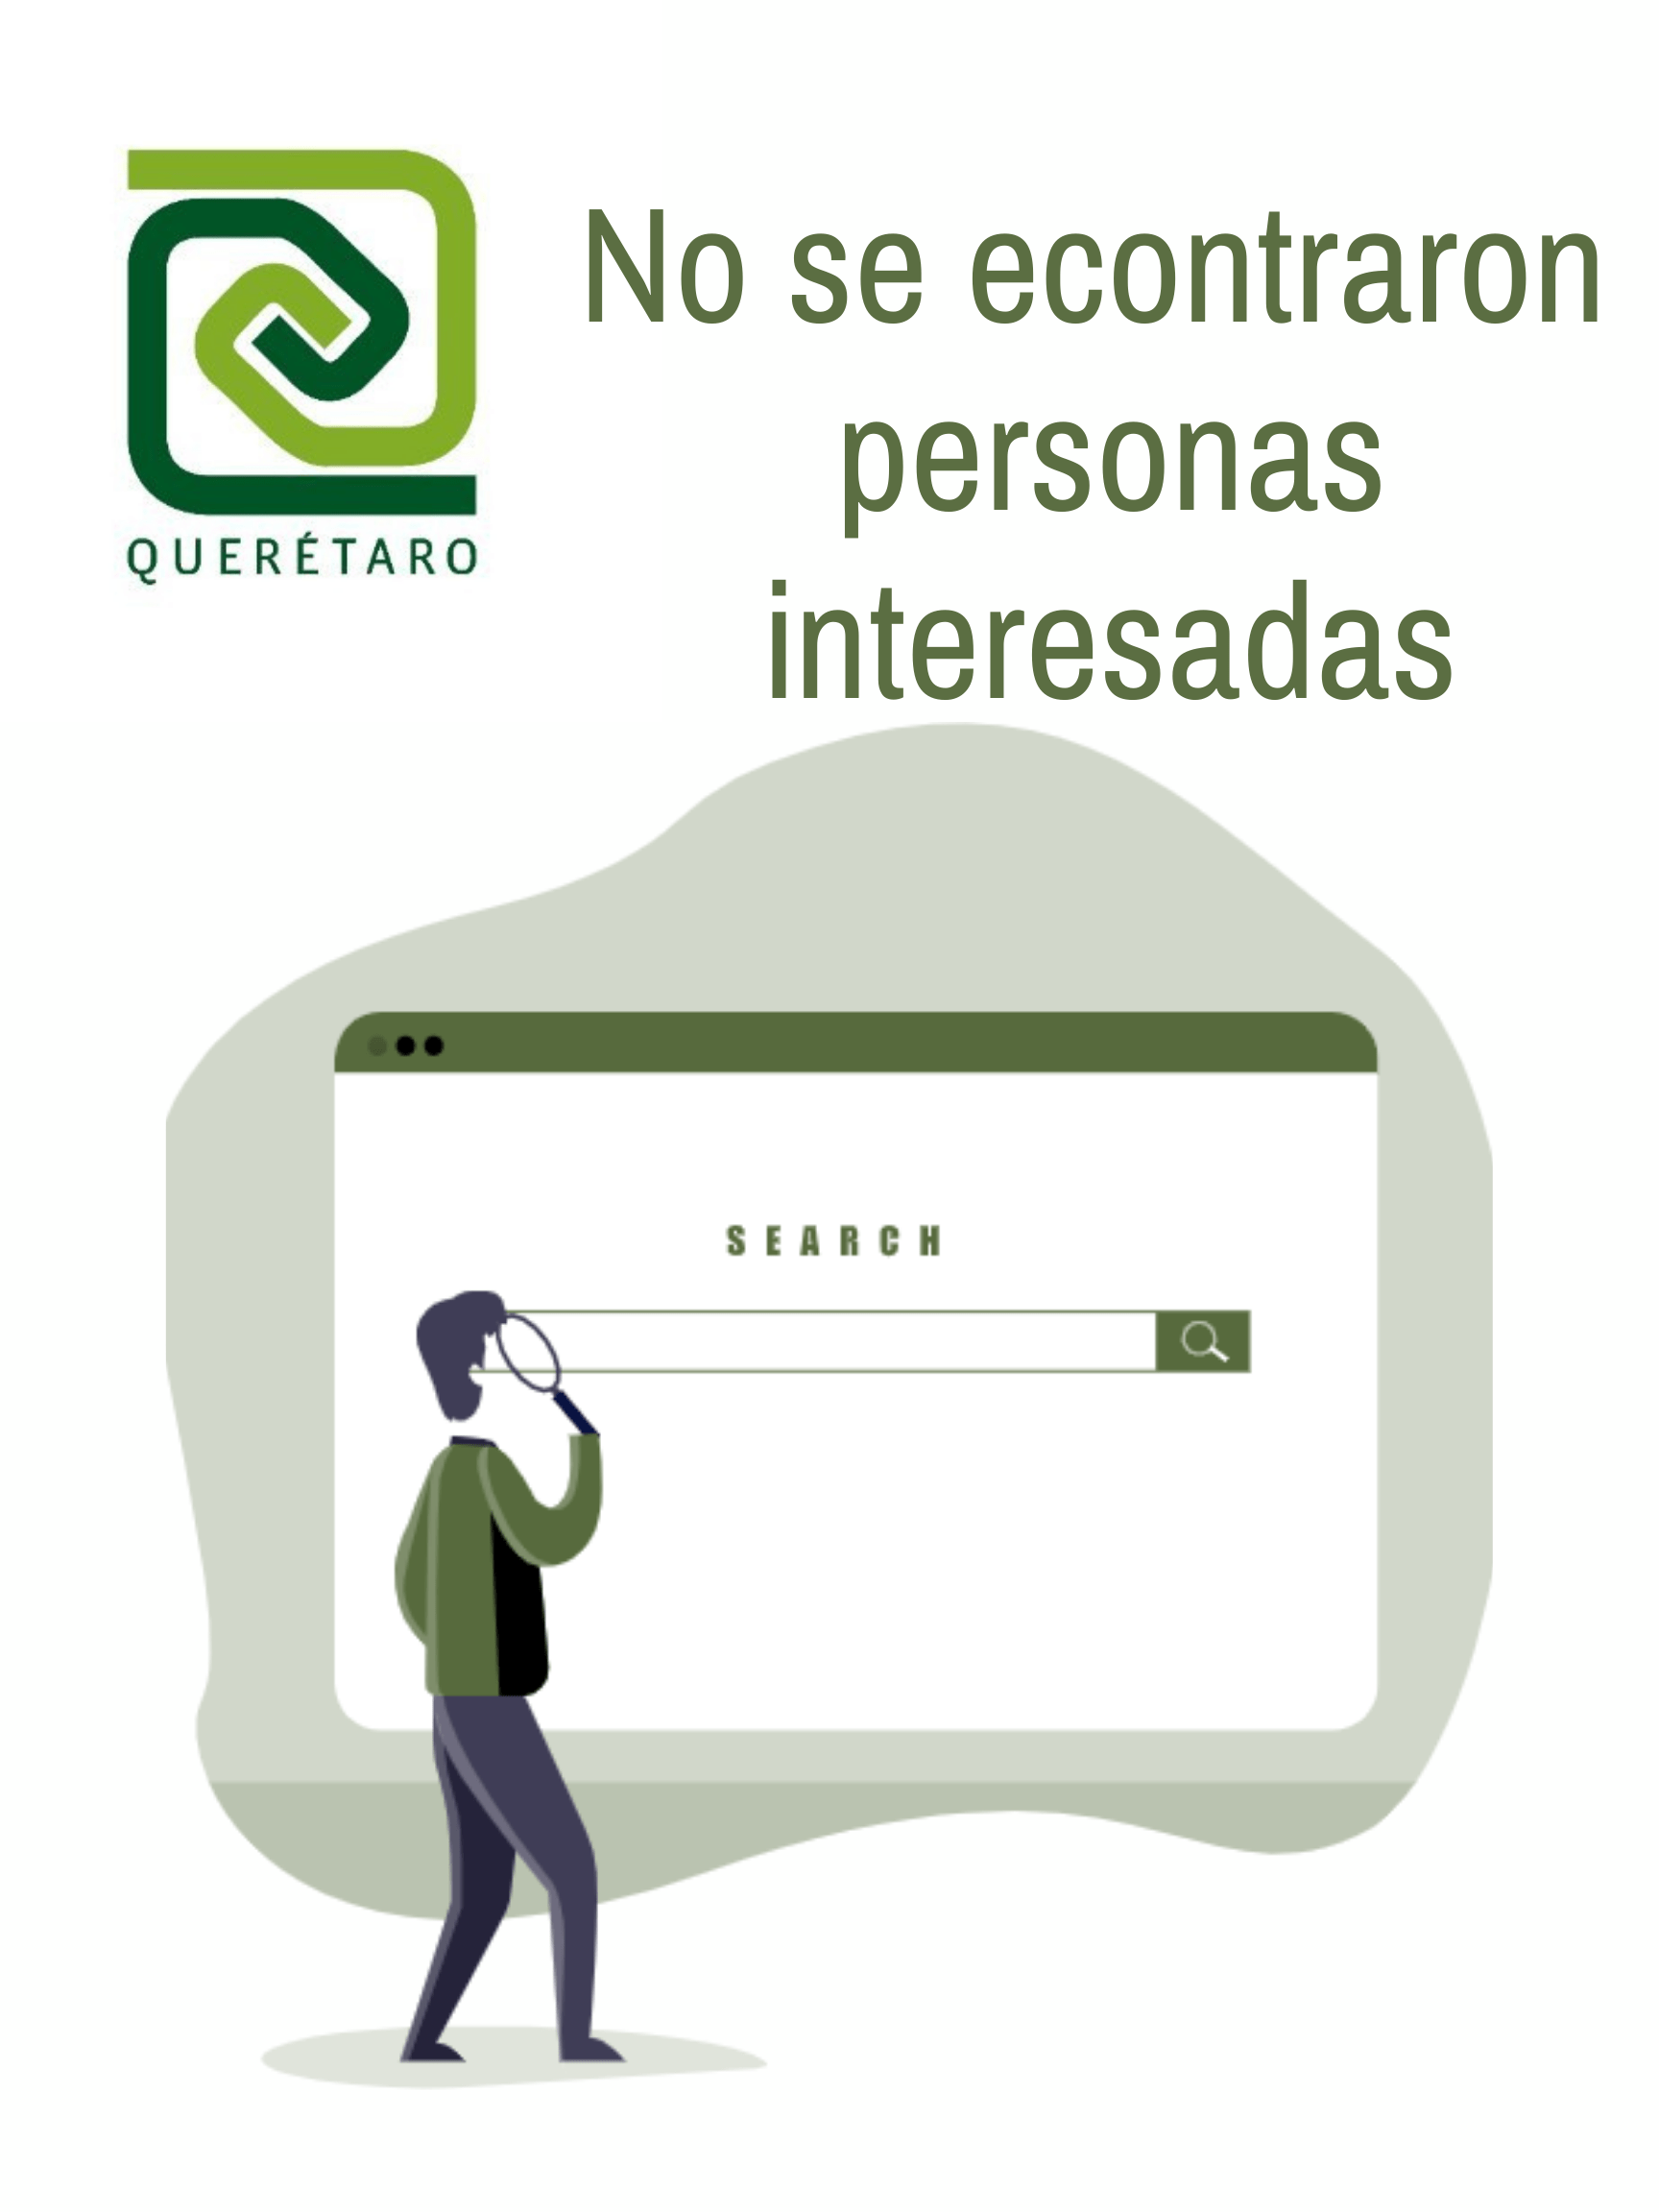 No se econtraron
personas
interesadas
QUERÉTARO
SEARCH